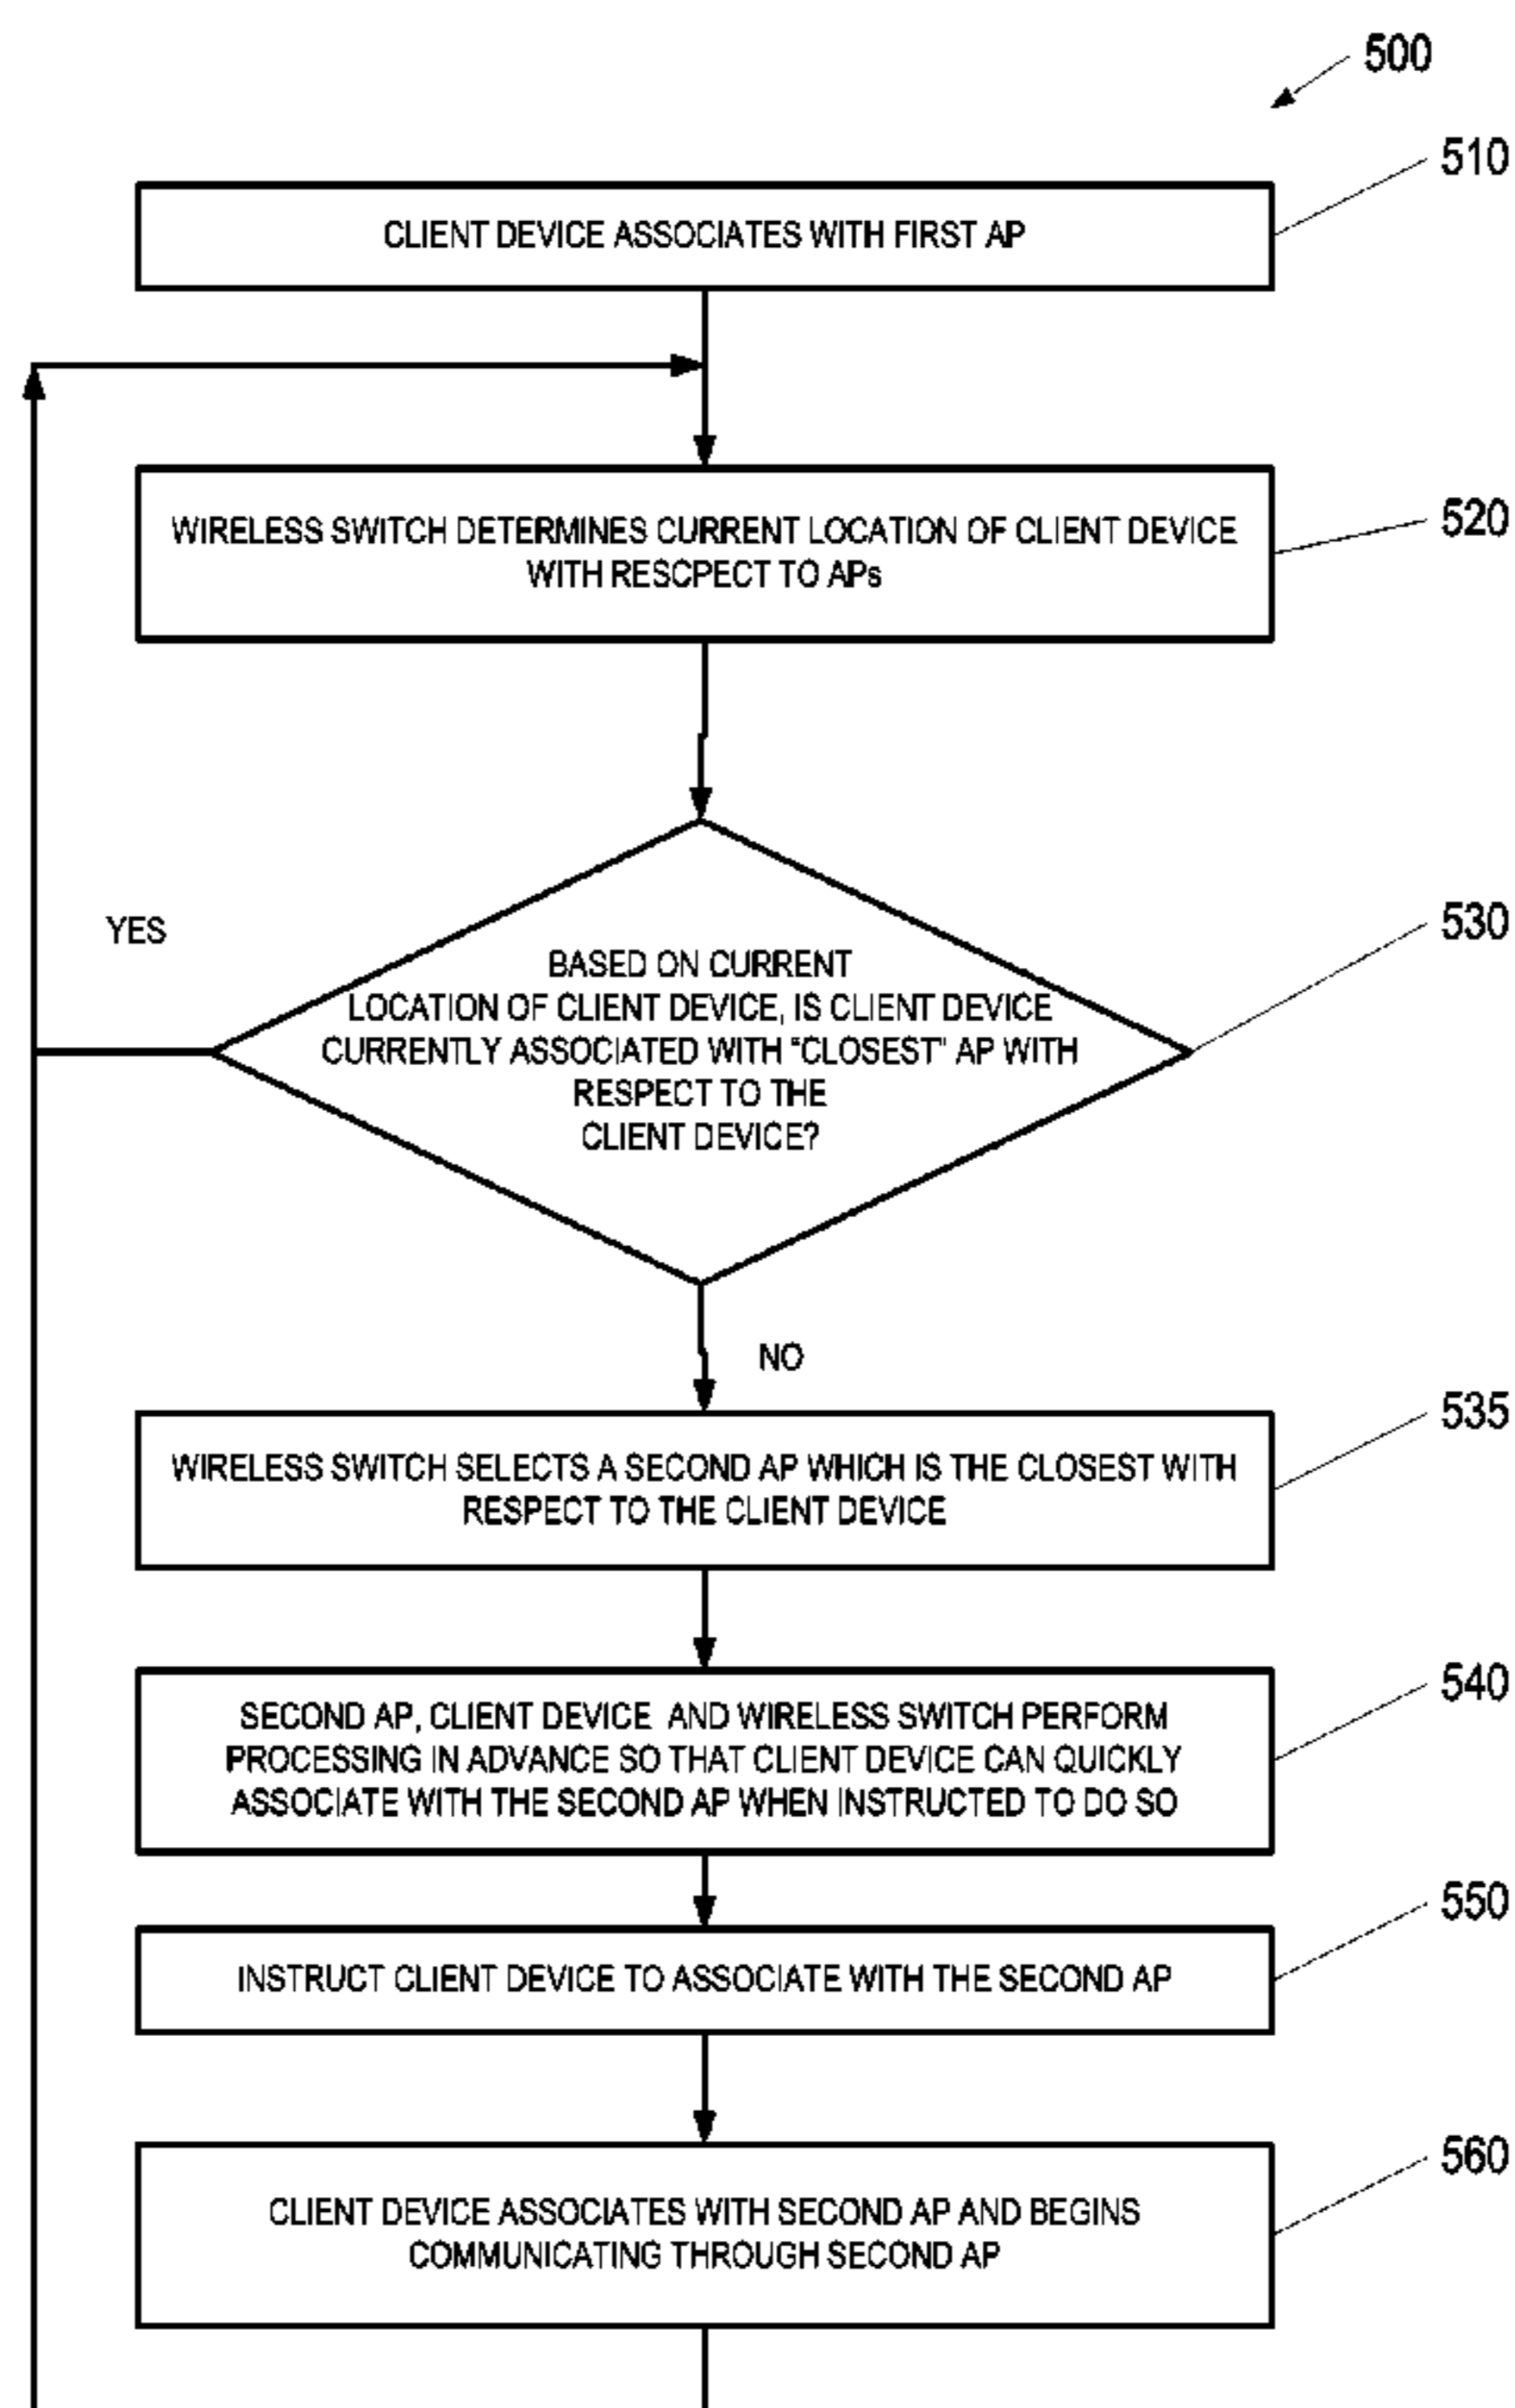 500
510
CLIENT DEVICE ASSOCIATES WITH FIRST AP
WIRELESS SWITCH DETERMINES CURRENT LOCATION OF CLIENT DEVICE
WITH RESCPECT TO APs
520
YES
BASED ON CURRENT
LOCATION OF CLIENT DEVICE, IS CLIENT DEVICE
CURRENTLY ASSOCIATED WITH "CLOSEST" AP WITH
RESPECT TO THE
CLIENT DEVICE?
530
NO
WIRELESS SWITCH SELECTS A SECOND AP WHICH IS THE CLOSEST WITH
RESPECT TO THE CLIENT DEVICE
535
SECOND AP, CLIENT DEVICE AND WIRELESS SWITCH PERFORM
PROCESSING IN ADVANCE SO THAT CLIENT DEVICE CAN QUICKLY
ASSOCIATE WITH THE SECOND AP WHEN INSTRUCTED TO DO SO
540
INSTRUCT CLIENT DEVICE TO ASSOCIATE WITH THE SECOND AP
550
CLIENT DEVICE ASSOCIATES WITH SECOND AP AND BEGINS
COMMUNICATING THROUGH SECOND AP
560